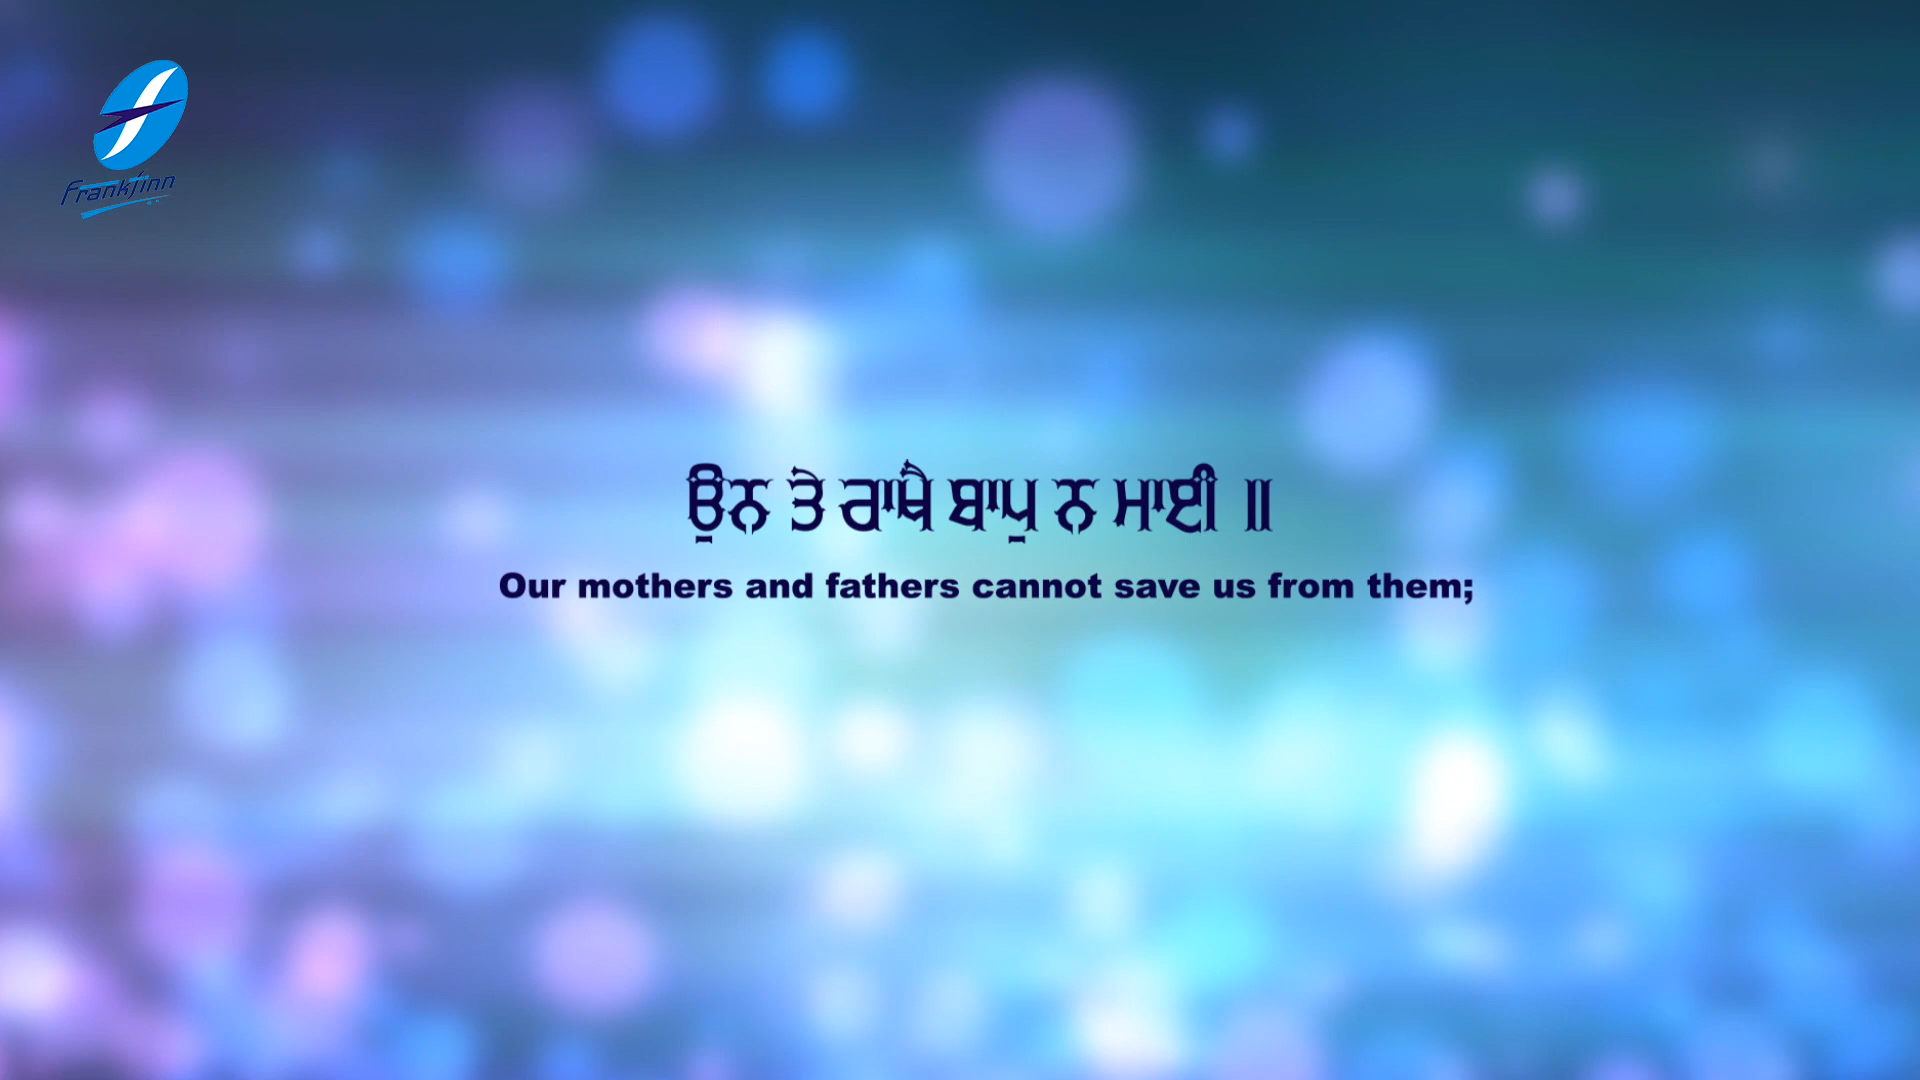 Frankfinn
ਉਨ ਤੇ ਰਾਖੈ ਬਾਪੁ ਨ ਮਾਈ ॥
Our mothers and fathers cannot save us from them;